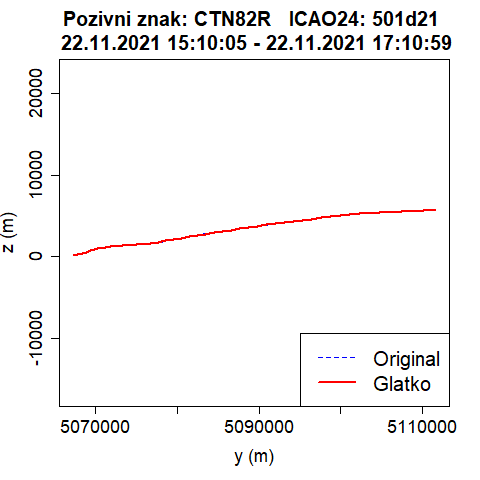 Pozivni znak: CTN82R   ICAO24: 501d21
22.11.2021 15:10:05 - 22.11.2021 17:10:59
z (m)
20000
10000
0
-10000
Original
Glatko
5070000
5090000
5110000
y (m)